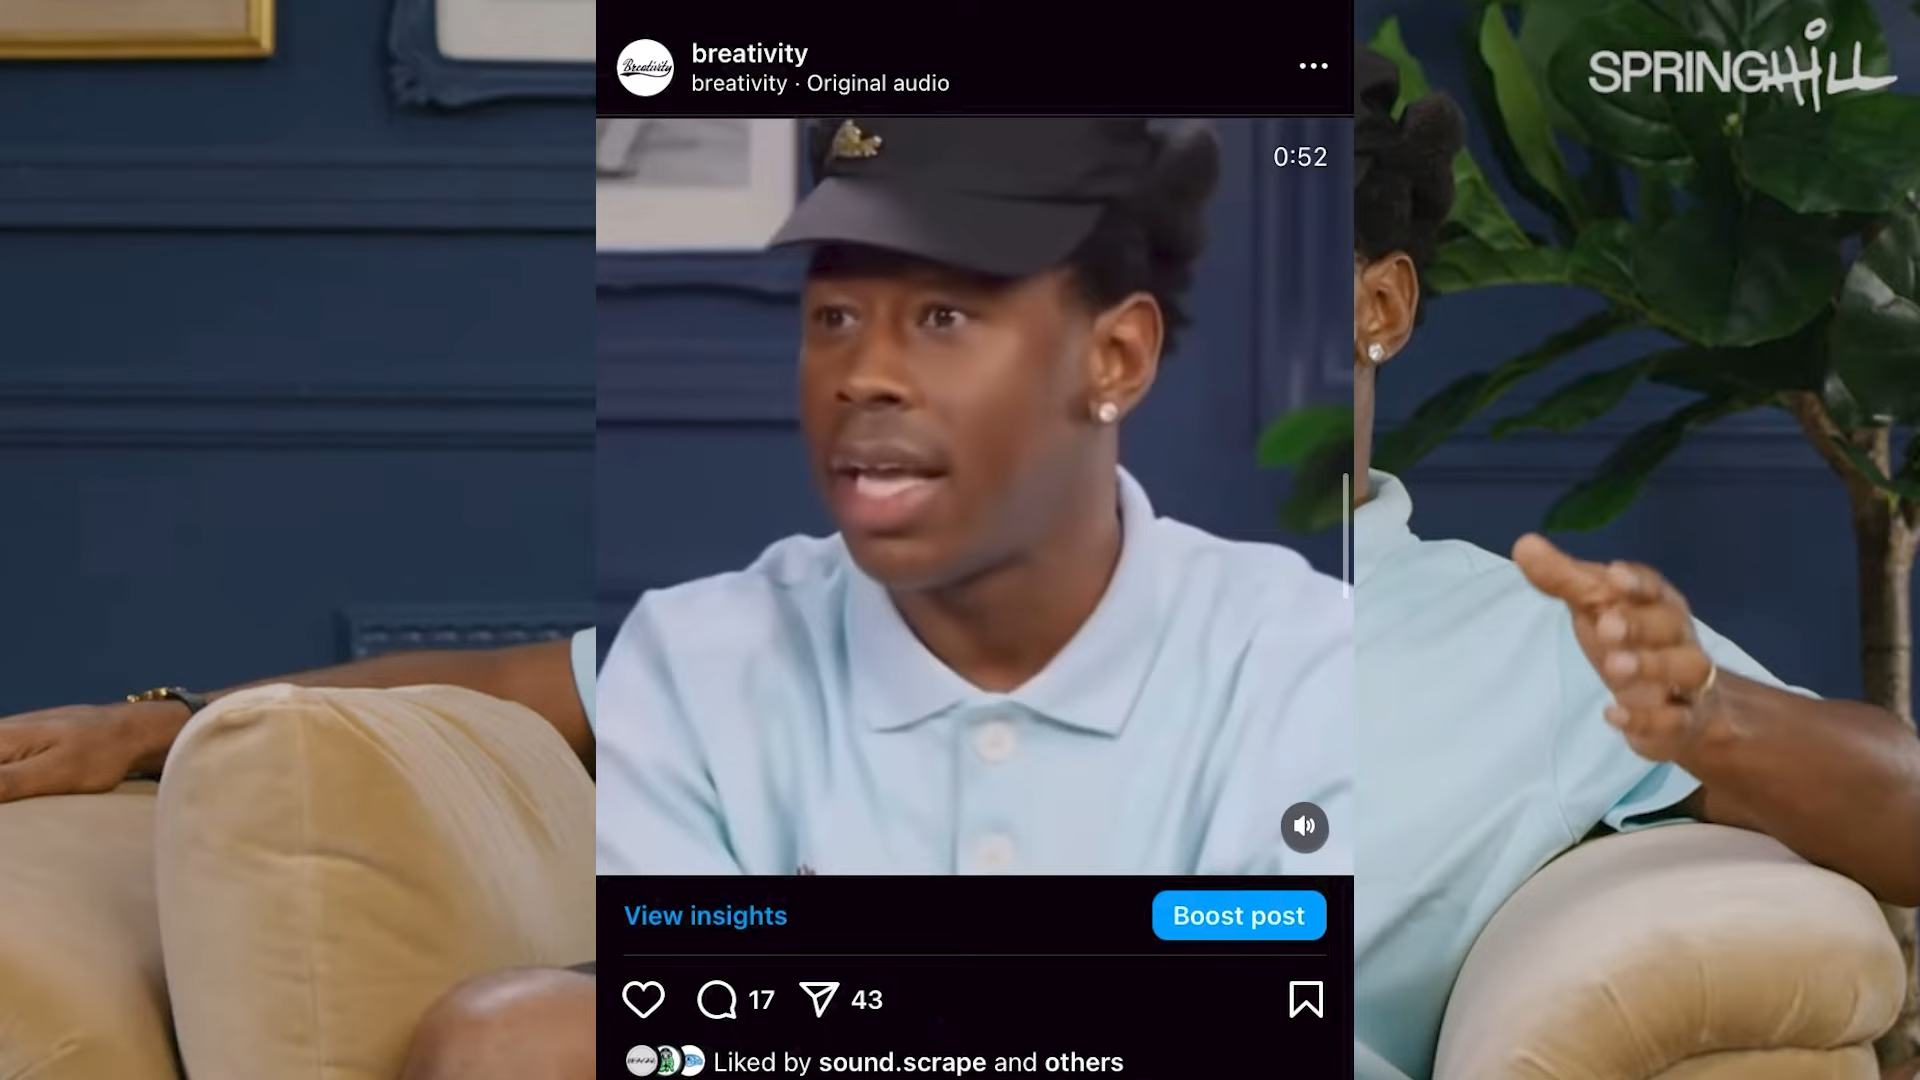 breativity
Breativity
breativity · Original audio
SPRINGHILL
0:52
View insights
Boost post
17
43
Liked by sound.scrape and others